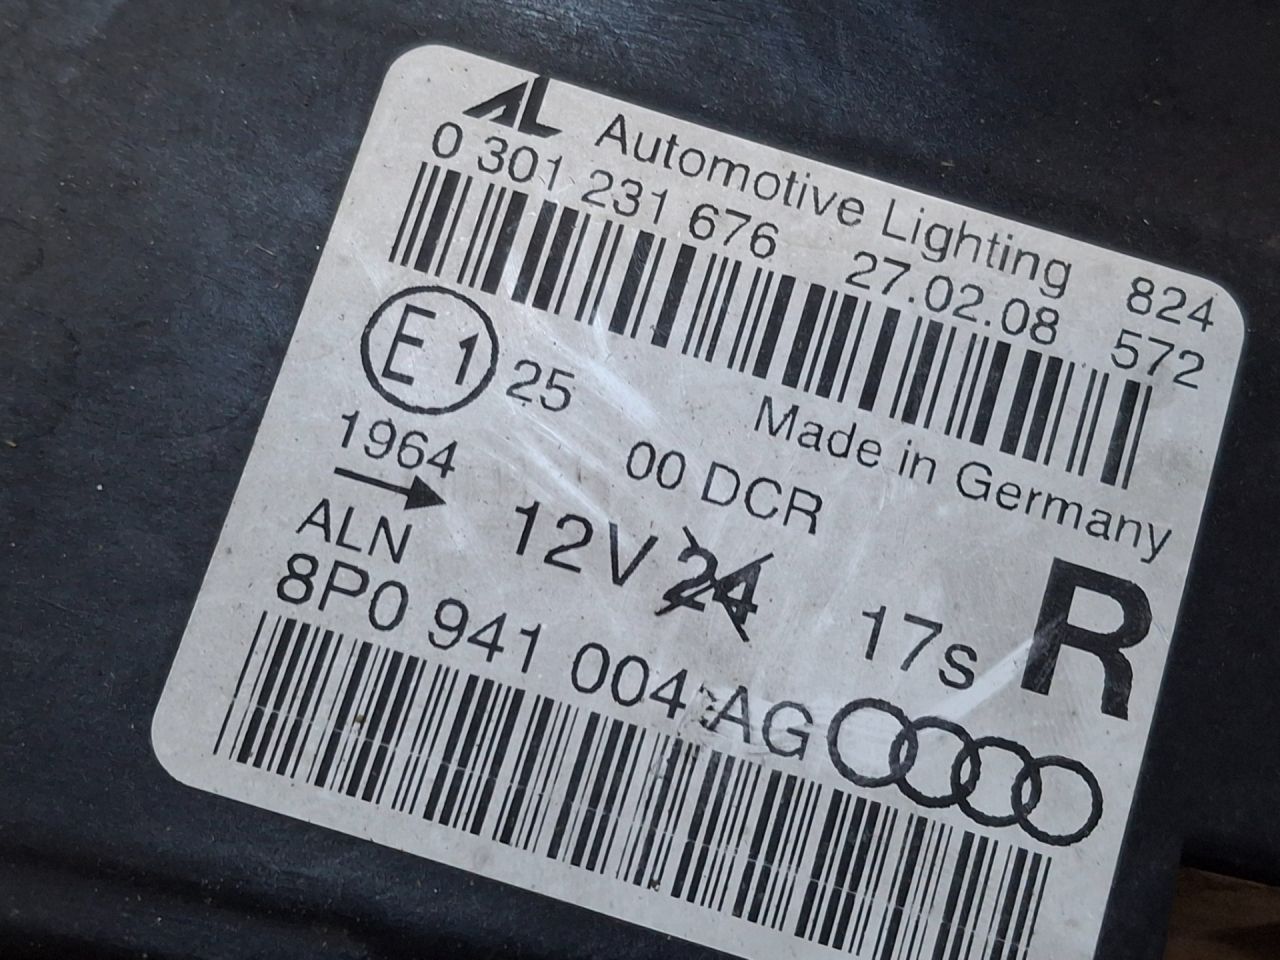 AL Automotive Lighting 824
0 301 231 676 27.02.08 572
E1 25
Made in Germany
1964
00 DCR
ALN
12V 24
17s R
8P0 941 004 AG